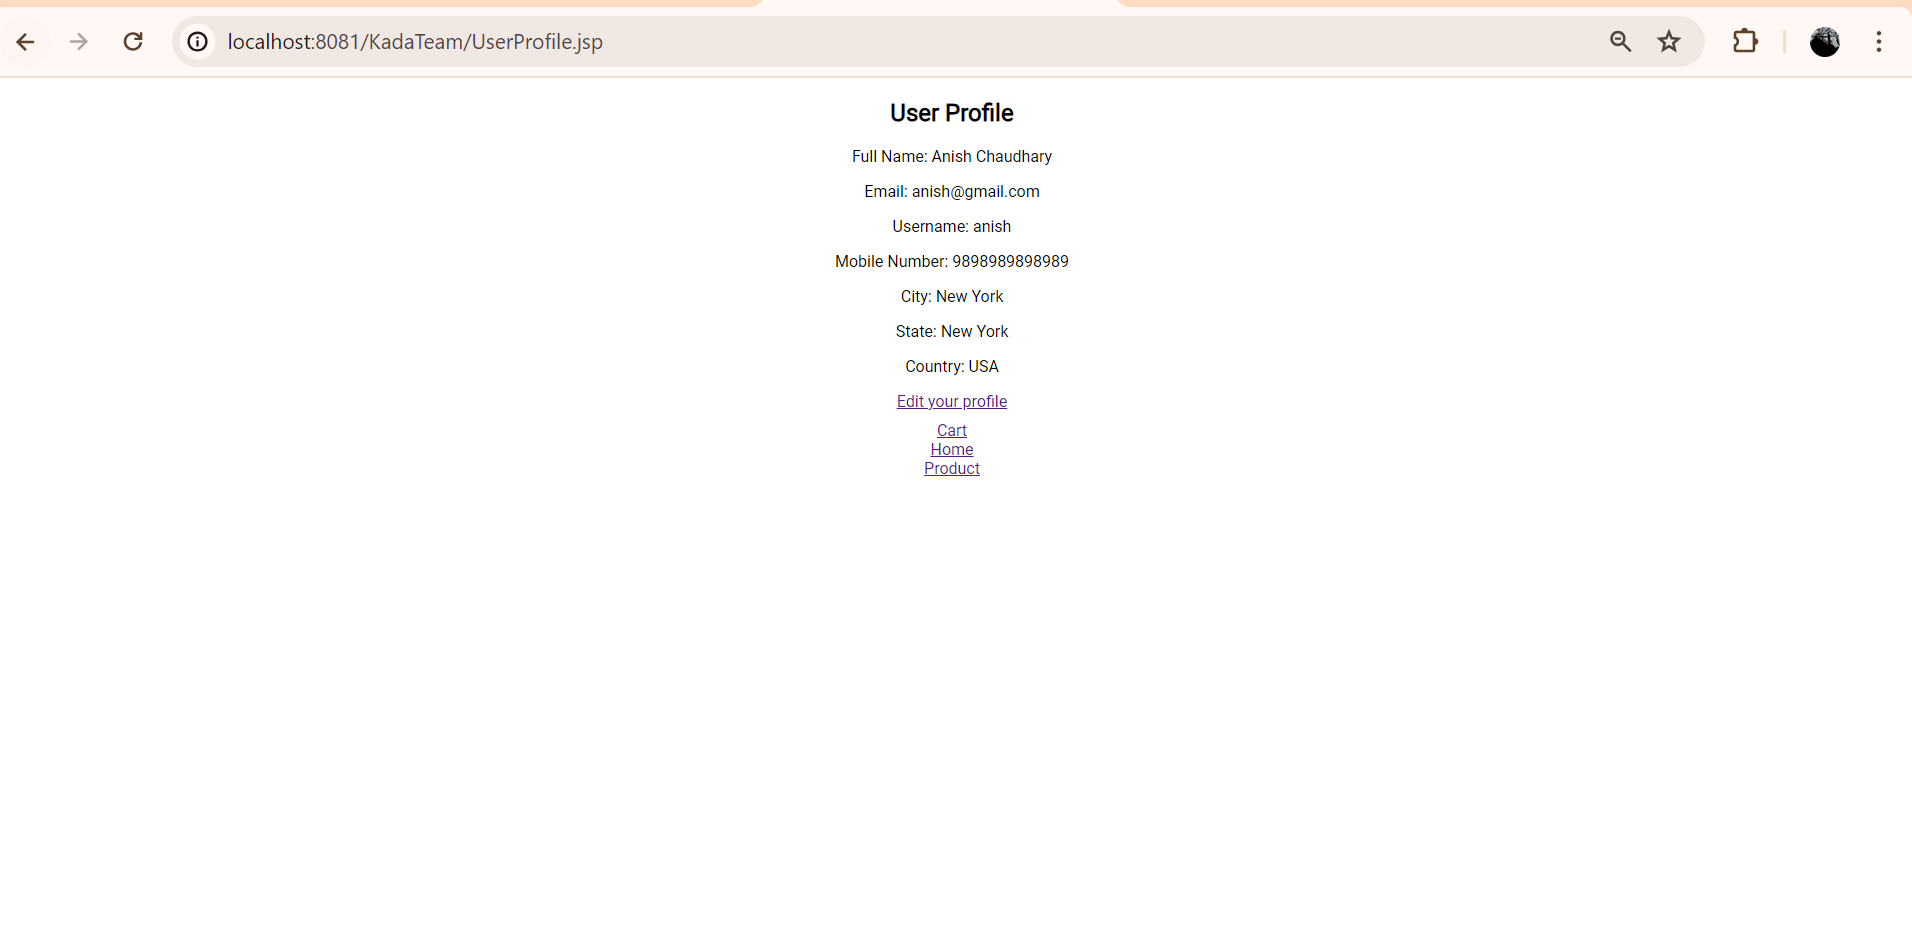 localhost:8081/KadaTeam/UserProfile.jsp
User Profile
Full Name: Anish Chaudhary
Email: anish@gmail.com
Username: anish
Mobile Number: 9898989898989
City: New York
State: New York
Country: USA
Edit your profile
Cart
Home
Product